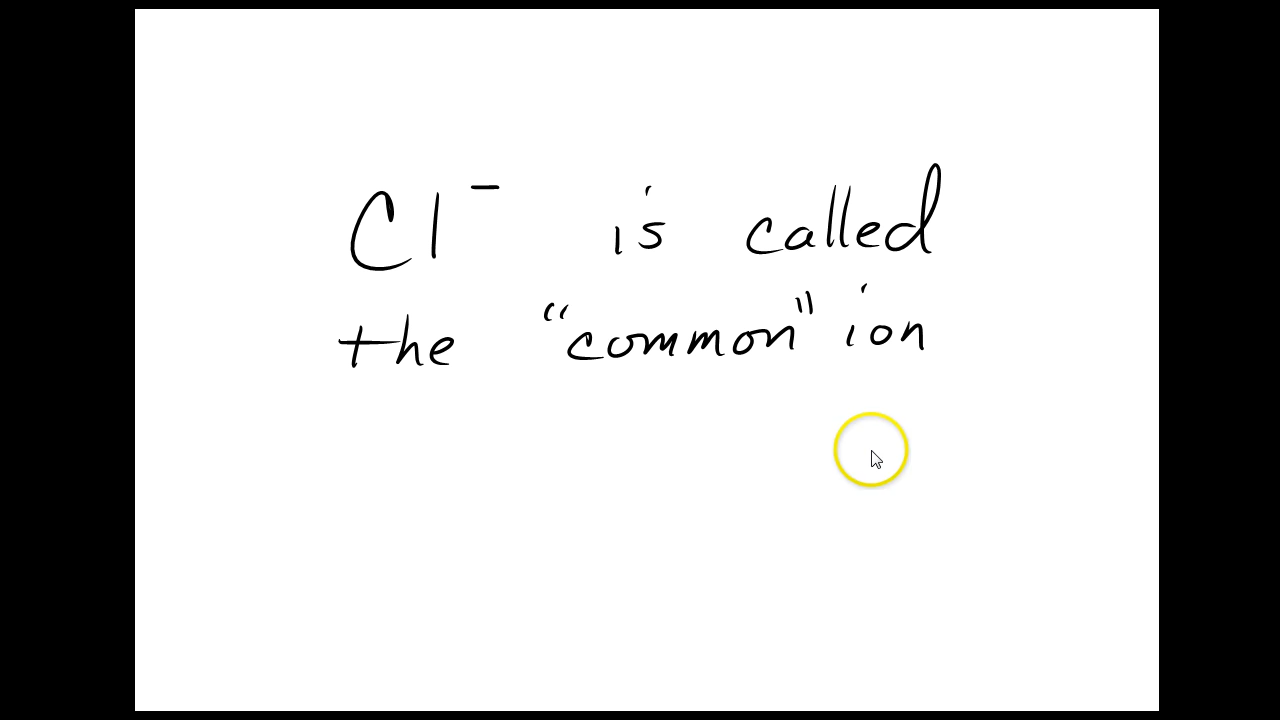 Cl⁻ is called
the "common" ion